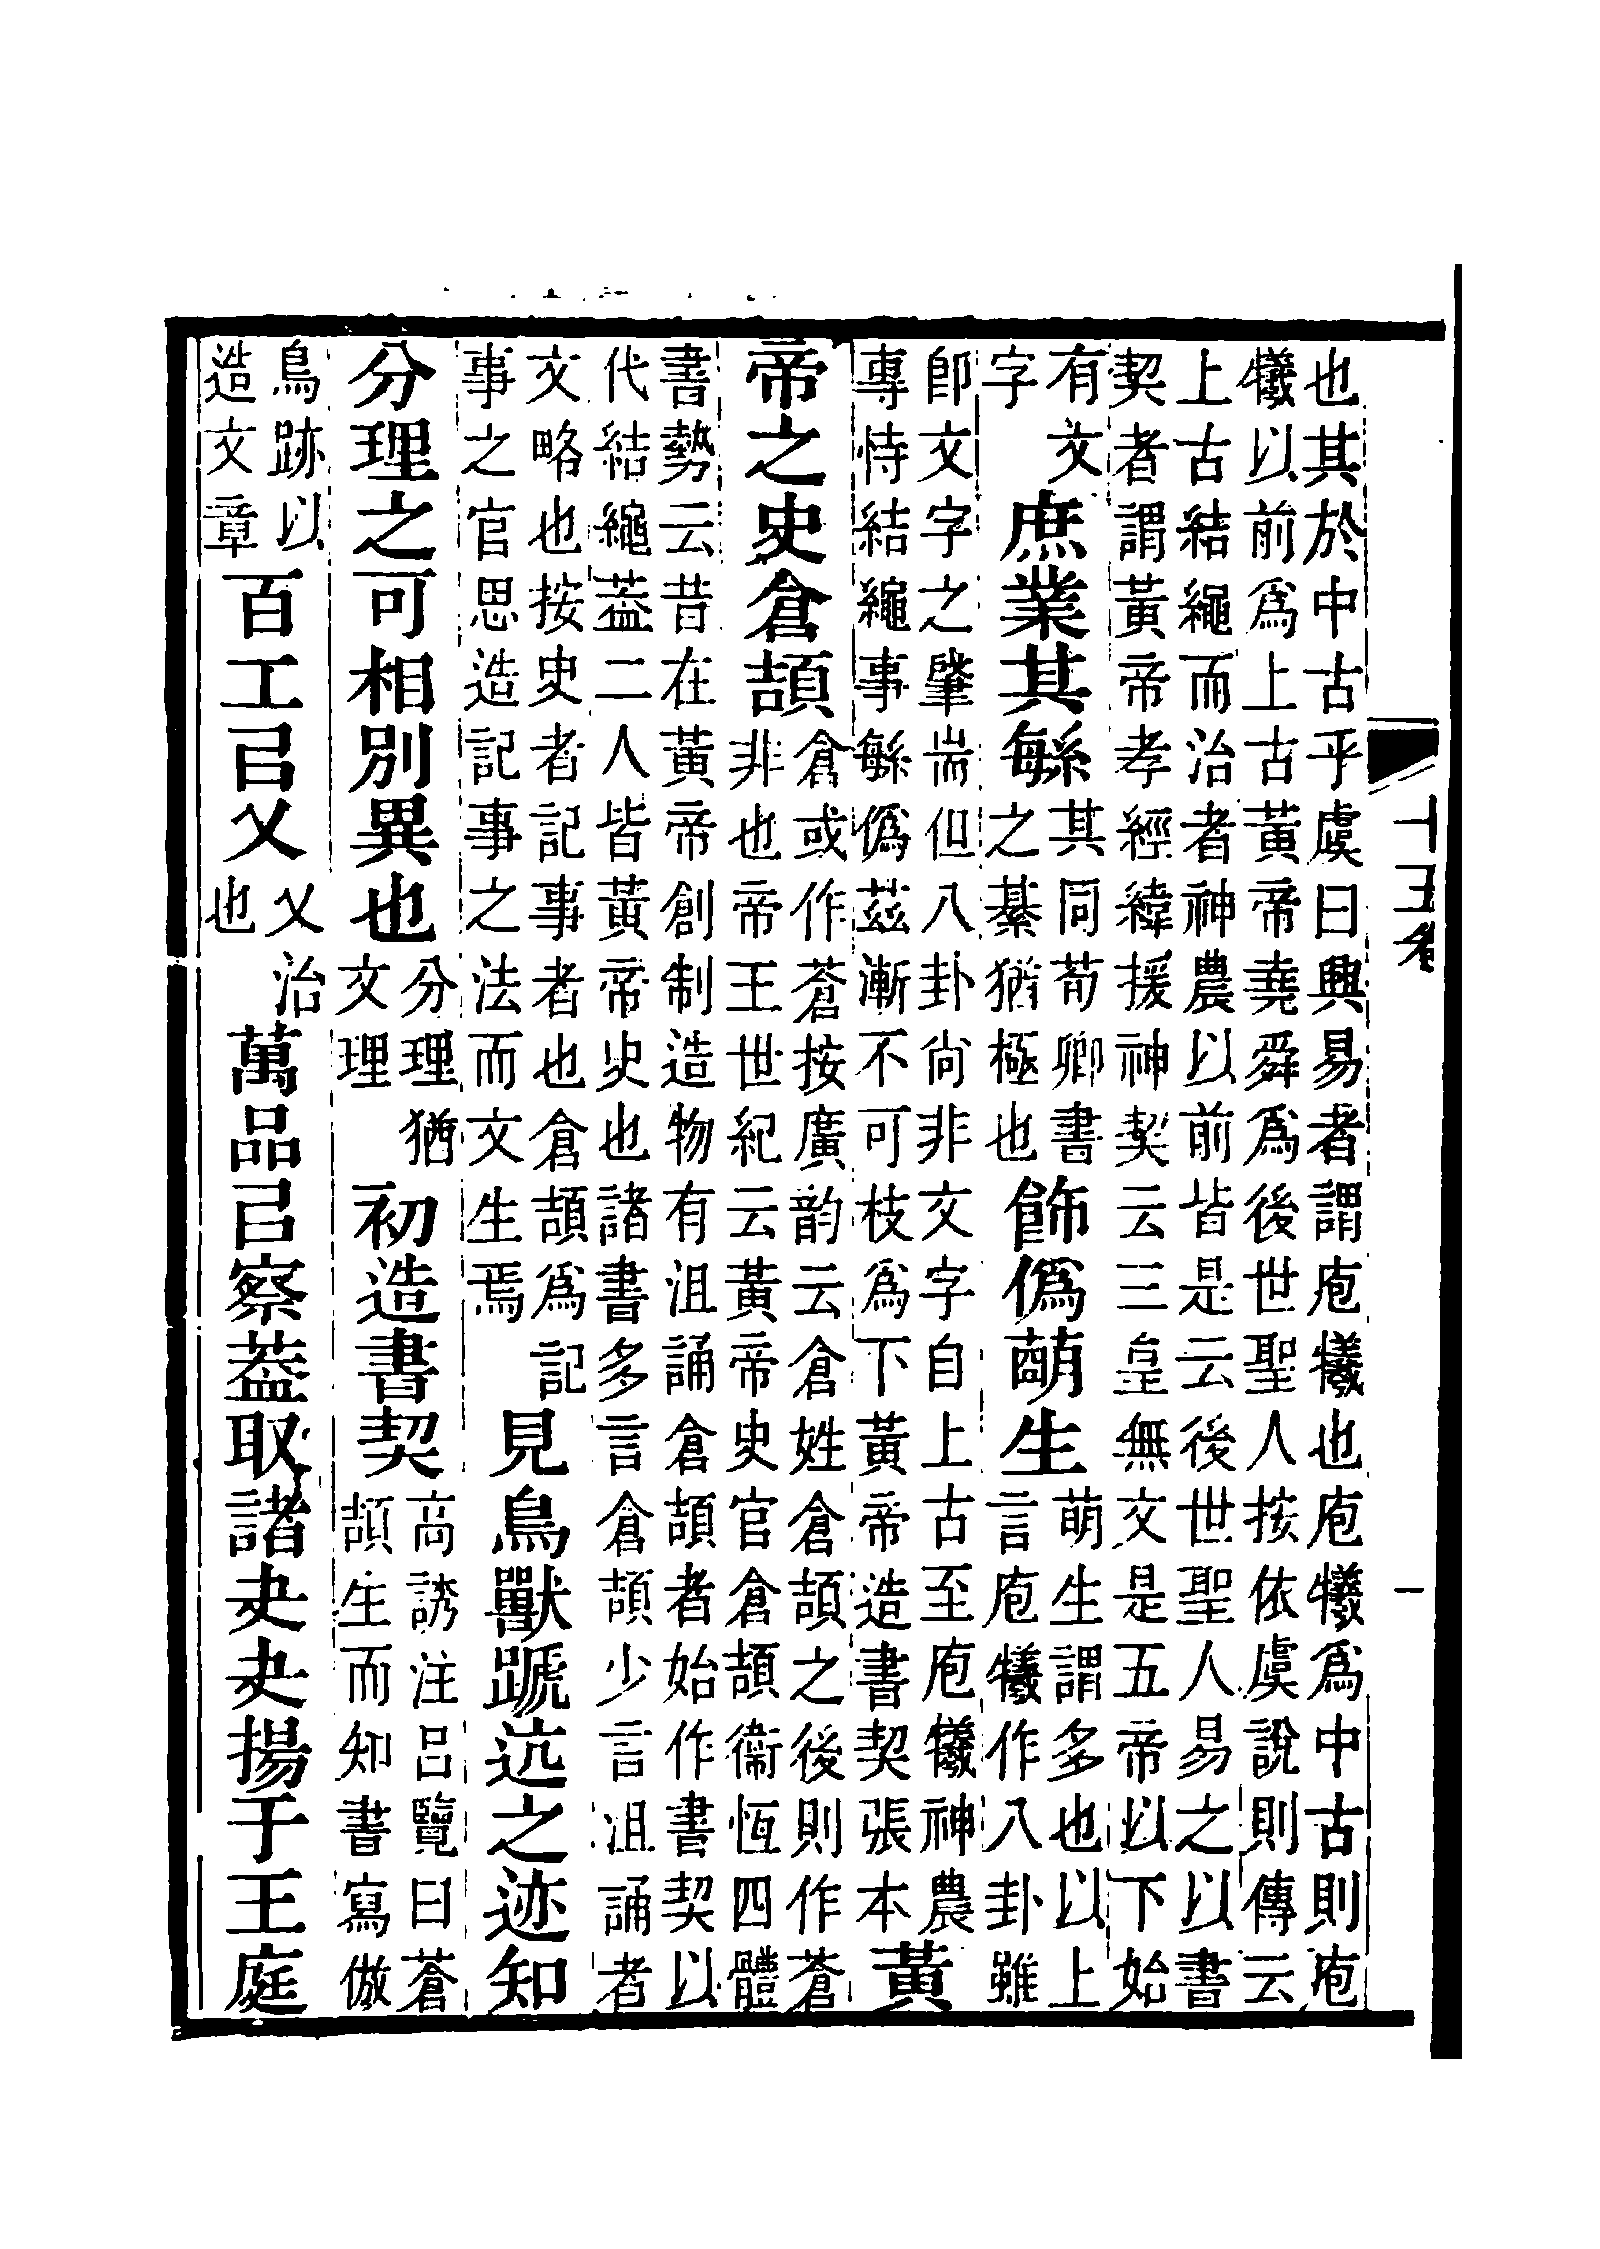 十五卷
一
也其於中古乎虞曰興易者謂庖犧也庖犧爲中古則庖
犧以前爲上古黃帝堯舜爲後世聖人按依虞說則傳云
上古結繩而治者神農以前皆是云後世聖人易之以書
契者謂黃帝孝經緯援神契云三皇無文是五帝以下始
有文字庶業其緐其同荀卿書之綦猶極也飾僞萌生萌生謂多也以上言庖犧作八卦雖
卽文字之肇耑但八卦尙非文字自上古至庖犧神農專恃結繩事緐僞茲漸不可枝爲下黃帝造書契張本黃
帝之史倉頡倉或作蒼按廣韵云倉姓倉頡之後則作蒼非也帝王世紀云黃帝史官倉頡衞恆四體
書勢云昔在黃帝創制造物有沮誦倉頡者始作書契以
代結繩葢二人皆黃帝史也諸書多言倉頡少言沮誦者
文略也按史者記事者也倉頡爲記事之官思造記事之法而文生焉見鳥獸蹏迒之迹知
分理之可相別異也分理猶文理初造書契高誘注呂覽曰蒼頡生而知書寫倣
鳥跡以造文章百工㠯乂乂治也萬品㠯察葢取諸夬夬揚于王庭